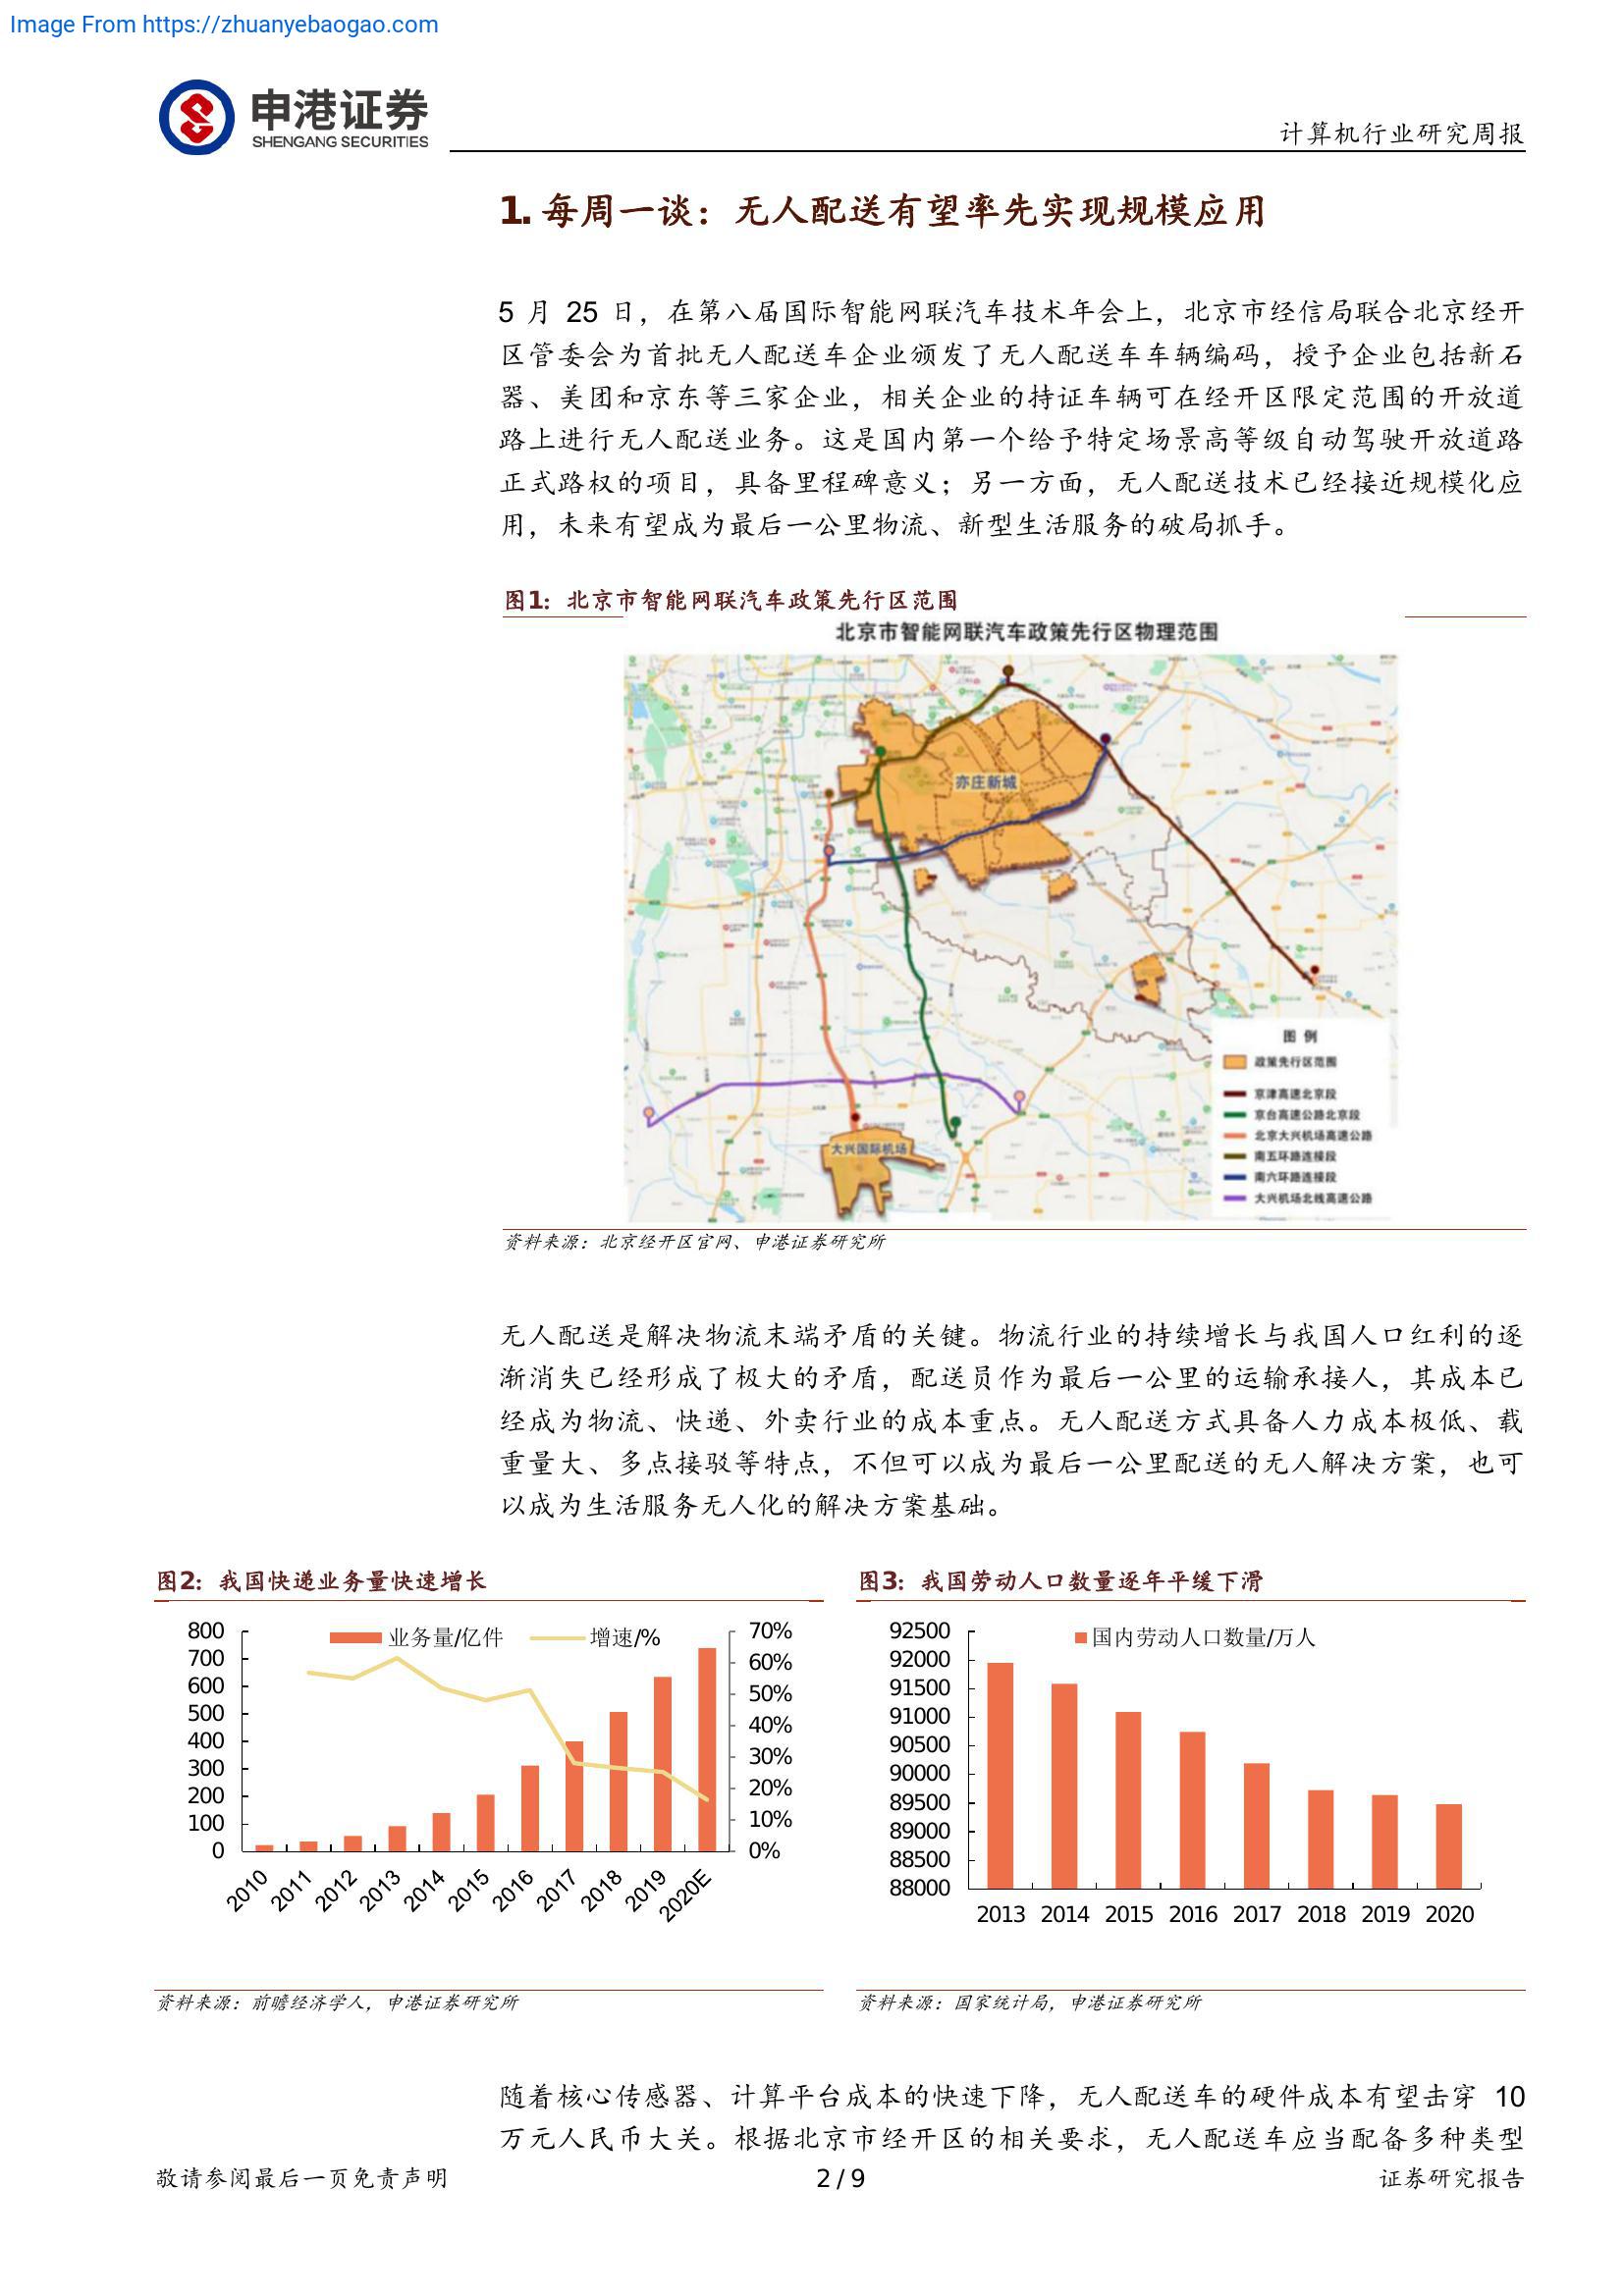 Image From https://zhuanyebaogao.com
申港证券
SHENGANG SECURITIES
计算机行业研究周报
1. 每周一谈：无人配送有望率先实现规模应用
5 月 25 日，在第八届国际智能网联汽车技术年会上，北京市经信局联合北京经开
区管委会为首批无人配送车企业颁发了无人配送车车辆编码，授予企业包括新石
器、美团和京东等三家企业，相关企业的持证车辆可在经开区限定范围的开放道
路上进行无人配送业务。这是国内第一个给予特定场景高等级自动驾驶开放道路
正式路权的项目，具备里程碑意义；另一方面，无人配送技术已经接近规模化应
用，未来有望成为最后一公里物流、新型生活服务的破局抓手。
图1：北京市智能网联汽车政策先行区范围
北京市智能网联汽车政策先行区物理范围
亦庄新城
大兴国际机场
图 例
政策先行区范围
京津高速北京段
京台高速公路北京段
北京大兴机场高速公路
南五环路连接段
南六环路连接段
大兴机场北线高速公路
资料来源：北京经开区官网、申港证券研究所
无人配送是解决物流末端矛盾的关键。物流行业的持续增长与我国人口红利的逐
渐消失已经形成了极大的矛盾，配送员作为最后一公里的运输承接人，其成本已
经成为物流、快递、外卖行业的成本重点。无人配送方式具备人力成本极低、载
重量大、多点接驳等特点，不但可以成为最后一公里配送的无人解决方案，也可
以成为生活服务无人化的解决方案基础。
图2：我国快递业务量快速增长
业务量/亿件 增速/%
800
700
600
500
400
300
200
100
0
70%
60%
50%
40%
30%
20%
10%
0%
2010 2011 2012 2013 2014 2015 2016 2017 2018 2019 2020E
资料来源：前瞻经济学人，申港证券研究所
图3：我国劳动人口数量逐年平缓下滑
国内劳动人口数量/万人
92500
92000
91500
91000
90500
90000
89500
89000
88500
88000
2013 2014 2015 2016 2017 2018 2019 2020
资料来源：国家统计局，申港证券研究所
随着核心传感器、计算平台成本的快速下降，无人配送车的硬件成本有望击穿 10
万元人民币大关。根据北京市经开区的相关要求，无人配送车应当配备多种类型
敬请参阅最后一页免责声明
2 / 9
证券研究报告